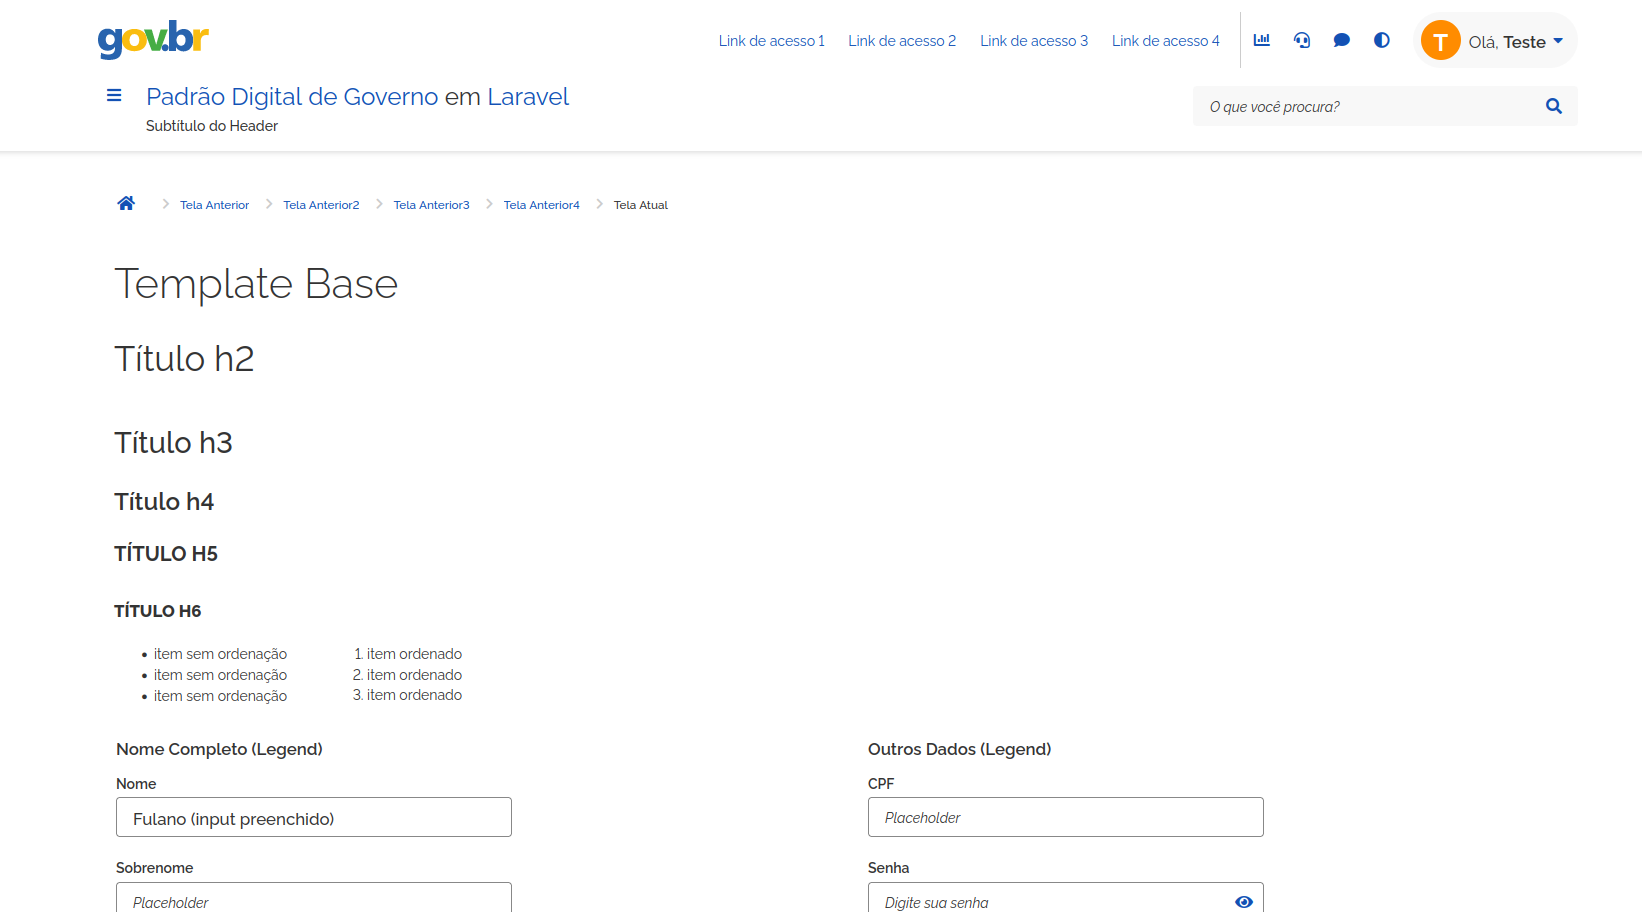 gov.br
Link de acesso 1 Link de acesso 2 Link de acesso 3 Link de acesso 4
T Olá, Teste
Padrão Digital de Governo em Laravel
Subtítulo do Header
O que você procura?
Tela Anterior Tela Anterior2 Tela Anterior3 Tela Anterior4 Tela Atual
Template Base
Título h2
Título h3
Título h4
TÍTULO H5
TÍTULO H6
• item sem ordenação
• item sem ordenação
• item sem ordenação
1. item ordenado
2. item ordenado
3. item ordenado
Nome Completo (Legend)
Nome
Fulano (input preenchido)
Sobrenome
Placeholder
Outros Dados (Legend)
CPF
Placeholder
Senha
Digite sua senha